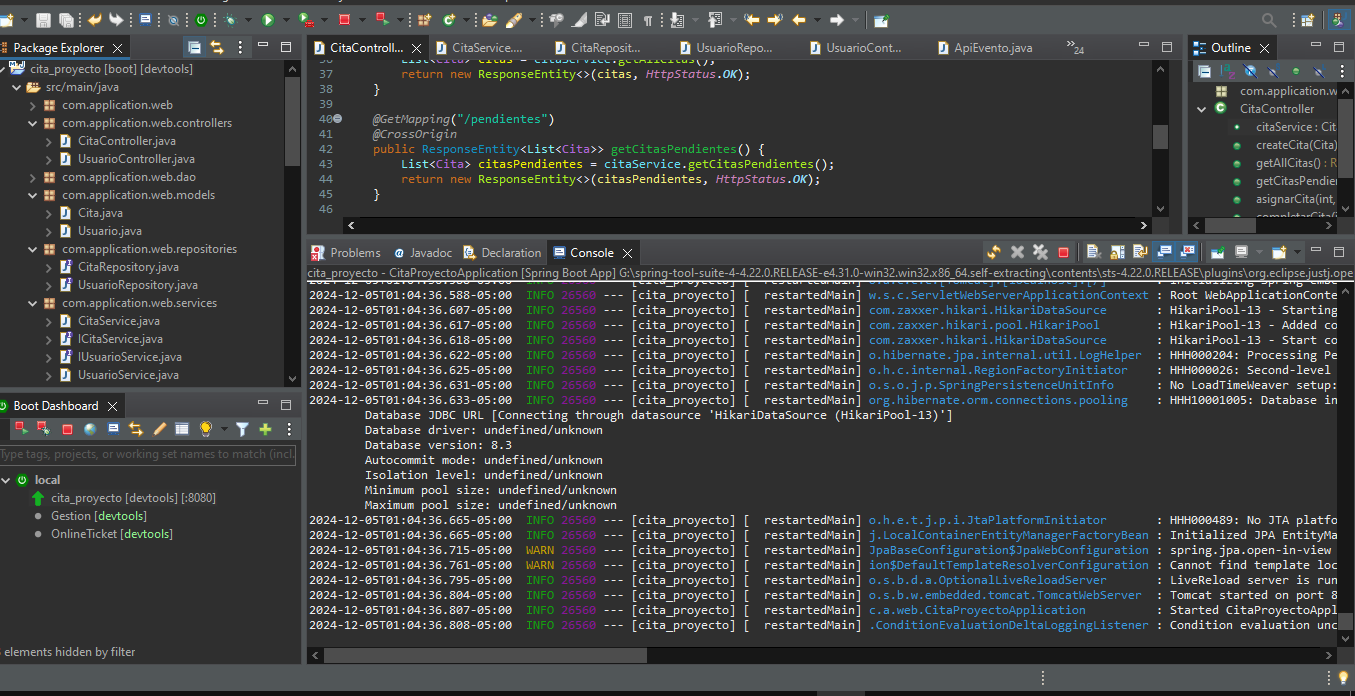 Package Explorer
cita_proyecto [boot] [devtools]
src/main/java
com.application.web
com.application.web.controllers
CitaController.java
UsuarioController.java
com.application.web.dao
com.application.web.models
Cita.java
Usuario.java
com.application.web.repositories
CitaRepository.java
UsuarioRepository.java
com.application.web.services
CitaService.java
ICitaService.java
IUsuarioService.java
UsuarioService.java
Boot Dashboard
Type tags, projects, or working set names to match (incl.
local
cita_proyecto [devtools] [:8080]
Gestion [devtools]
OnlineTicket [devtools]
elements hidden by filter
CitaControll... CitaService.... CitaReposit... UsuarioRepo... UsuarioCont... ApiEvento.java »24
36 List<Cita> citas = citaService.getAllCitas();
37 return new ResponseEntity<>(citas, HttpStatus.OK);
38 }
39
40 @GetMapping("/pendientes")
41 @CrossOrigin
42 public ResponseEntity<List<Cita>> getCitasPendientes() {
43 List<Cita> citasPendientes = citaService.getCitasPendientes();
44 return new ResponseEntity<>(citasPendientes, HttpStatus.OK);
45 }
46
Outline
com.application.w
CitaController
citaService : Cit
createCita(Cita)
getAllCitas() : R
getCitasPendier
asignarCita(int,
completarCita(i
Problems Javadoc Declaration Console
cita_proyecto - CitaProyectoApplication [Spring Boot App] G:\spring-tool-suite-4-4.22.0.RELEASE-e4.31.0-win32.win32.x86_64.self-extracting\contents\sts-4.22.0.RELEASE\plugins\org.eclipse.justj.ope
2024-12-05T01:04:36.588-05:00 INFO 26560 --- [cita_proyecto] [ restartedMain] w.s.c.ServletWebServerApplicationContext : Root WebApplicationConte
2024-12-05T01:04:36.607-05:00 INFO 26560 --- [cita_proyecto] [ restartedMain] com.zaxxer.hikari.HikariDataSource : HikariPool-13 - Starting
2024-12-05T01:04:36.617-05:00 INFO 26560 --- [cita_proyecto] [ restartedMain] com.zaxxer.hikari.pool.HikariPool : HikariPool-13 - Added co
2024-12-05T01:04:36.618-05:00 INFO 26560 --- [cita_proyecto] [ restartedMain] com.zaxxer.hikari.HikariDataSource : HikariPool-13 - Start co
2024-12-05T01:04:36.622-05:00 INFO 26560 --- [cita_proyecto] [ restartedMain] o.hibernate.jpa.internal.util.LogHelper : HHH000204: Processing Pe
2024-12-05T01:04:36.625-05:00 INFO 26560 --- [cita_proyecto] [ restartedMain] o.h.c.internal.RegionFactoryInitiator : HHH000026: Second-level
2024-12-05T01:04:36.631-05:00 INFO 26560 --- [cita_proyecto] [ restartedMain] o.s.o.j.p.SpringPersistenceUnitInfo : No LoadTimeWeaver setup:
2024-12-05T01:04:36.633-05:00 INFO 26560 --- [cita_proyecto] [ restartedMain] org.hibernate.orm.connections.pooling : HHH10001005: Database in
Database JDBC URL [Connecting through datasource 'HikariDataSource (HikariPool-13)']
Database driver: undefined/unknown
Database version: 8.3
Autocommit mode: undefined/unknown
Isolation level: undefined/unknown
Minimum pool size: undefined/unknown
Maximum pool size: undefined/unknown
2024-12-05T01:04:36.665-05:00 INFO 26560 --- [cita_proyecto] [ restartedMain] o.h.e.t.j.p.i.JtaPlatformInitiator : HHH000489: No JTA platfo
2024-12-05T01:04:36.665-05:00 INFO 26560 --- [cita_proyecto] [ restartedMain] j.LocalContainerEntityManagerFactoryBean : Initialized JPA EntityMa
2024-12-05T01:04:36.715-05:00 WARN 26560 --- [cita_proyecto] [ restartedMain] JpaBaseConfiguration$JpaWebConfiguration : spring.jpa.open-in-view
2024-12-05T01:04:36.761-05:00 WARN 26560 --- [cita_proyecto] [ restartedMain] ion$DefaultTemplateResolverConfiguration : Cannot find template loc
2024-12-05T01:04:36.795-05:00 INFO 26560 --- [cita_proyecto] [ restartedMain] o.s.b.d.a.OptionalLiveReloadServer : LiveReload server is run
2024-12-05T01:04:36.804-05:00 INFO 26560 --- [cita_proyecto] [ restartedMain] o.s.b.w.embedded.tomcat.TomcatWebServer : Tomcat started on port 8
2024-12-05T01:04:36.807-05:00 INFO 26560 --- [cita_proyecto] [ restartedMain] c.a.web.CitaProyectoApplication : Started CitaProyectoAppl
2024-12-05T01:04:36.808-05:00 INFO 26560 --- [cita_proyecto] [ restartedMain] .ConditionEvaluationDeltaLoggingListener : Condition evaluation unc